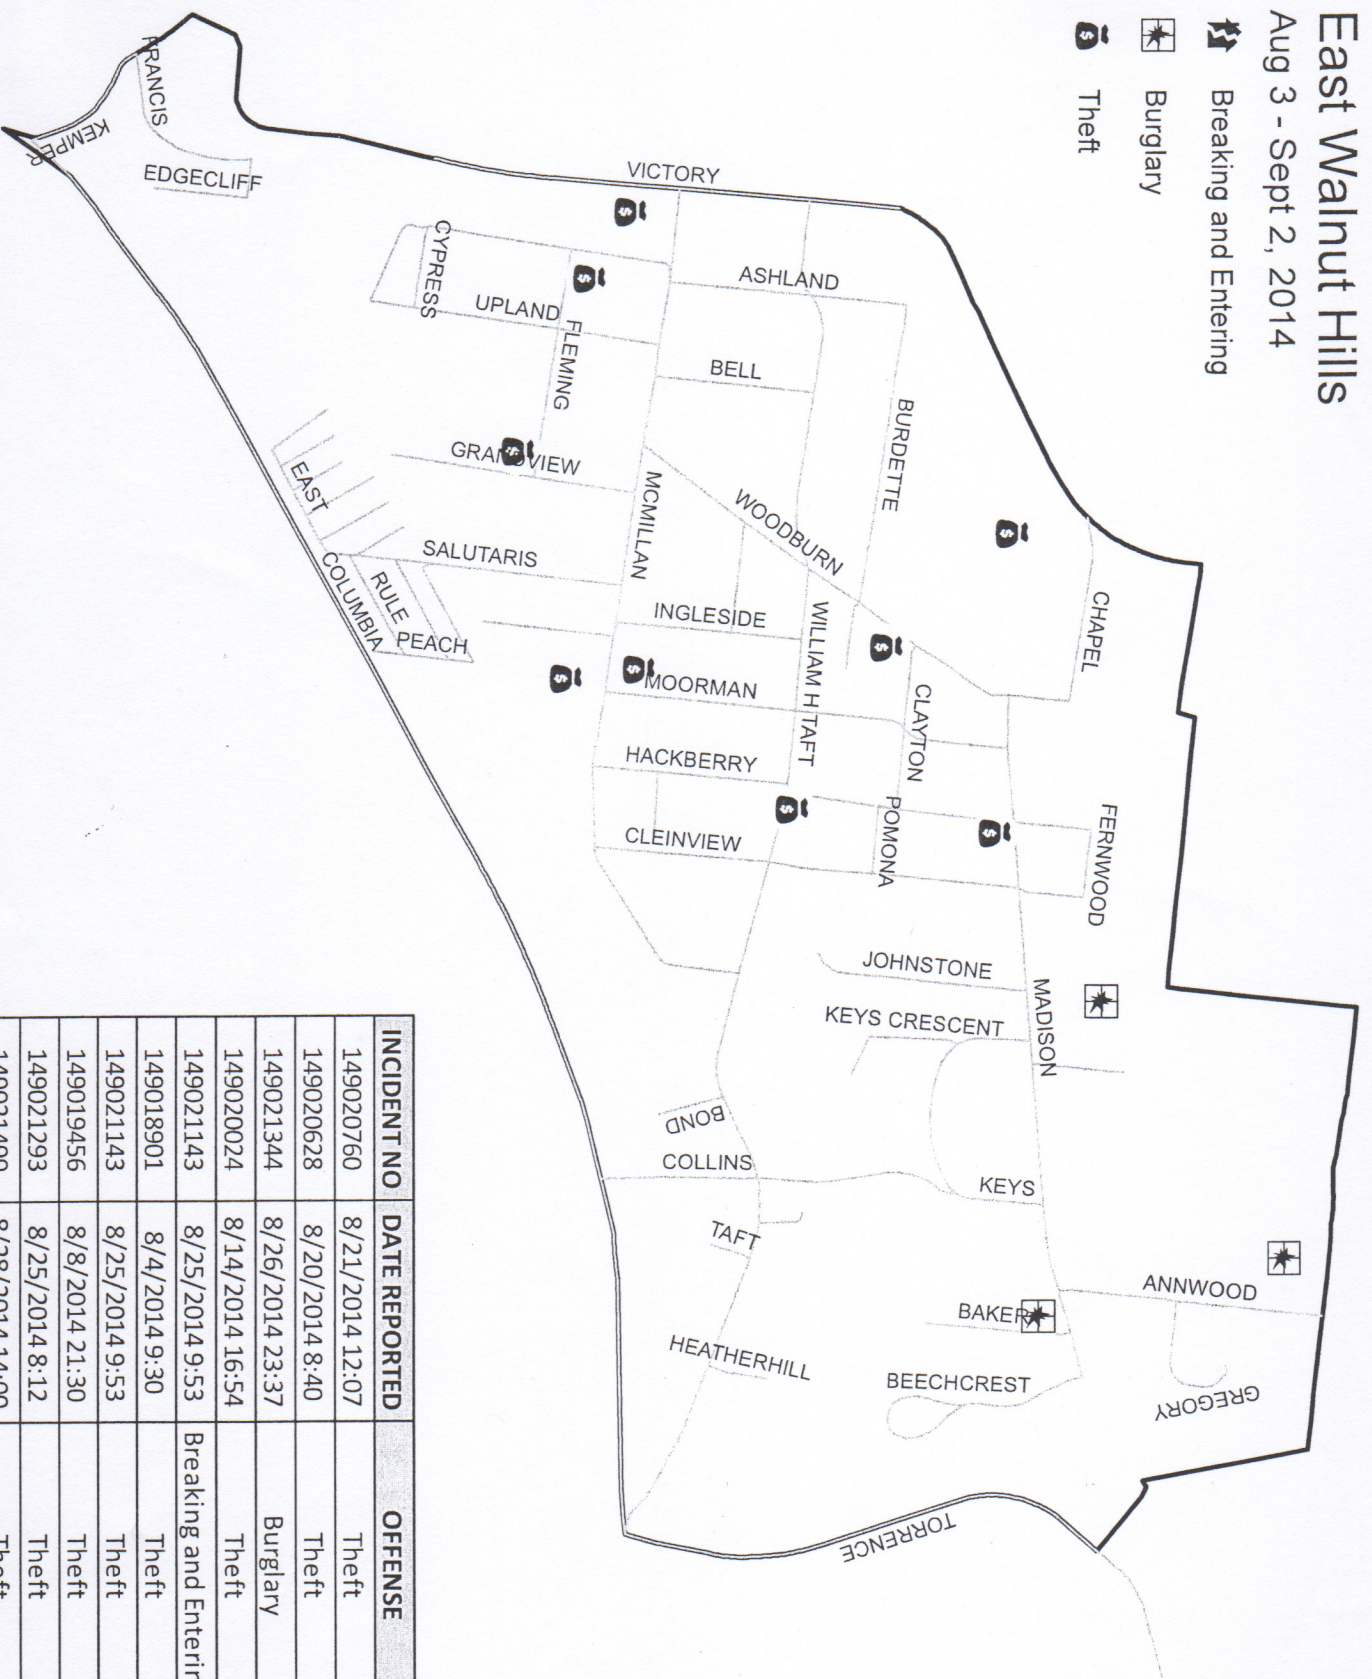 East Walnut Hills
Aug 3 - Sept 2, 2014
Breaking and Entering
Burglary
Theft
FRANCIS
KEMPER
EDGECLIFF
VICTORY
CYPRESS
UPLAND
FLEMING
ASHLAND
BELL
BURDETTE
GRANDVIEW
MCMILLAN
WOODBURN
EAST
COLUMBIA
RULE
PEACH
SALUTARIS
INGLESIDE
WILLIAM H TAFT
MOORMAN
CLAYTON
CHAPEL
HACKBERRY
CLEINVIEW
POMONA
FERNWOOD
JOHNSTONE
KEYS CRESCENT
MADISON
BOND
COLLINS
KEYS
TAFT
ANNWOOD
BAKER
HEATHERHILL
BEECHCREST
GREGORY
TORRENCE
INCIDENT NO DATE REPORTED OFFENSE
149020760 8/21/2014 12:07 Theft
149020628 8/20/2014 8:40 Theft
149021344 8/26/2014 23:37 Burglary
149020024 8/14/2014 16:54 Theft
149021143 8/25/2014 9:53 Breaking and Enterin
149018901 8/4/2014 9:30 Theft
149021143 8/25/2014 9:53 Theft
149019456 8/8/2014 21:30 Theft
149021293 8/25/2014 8:12 Theft
Theft